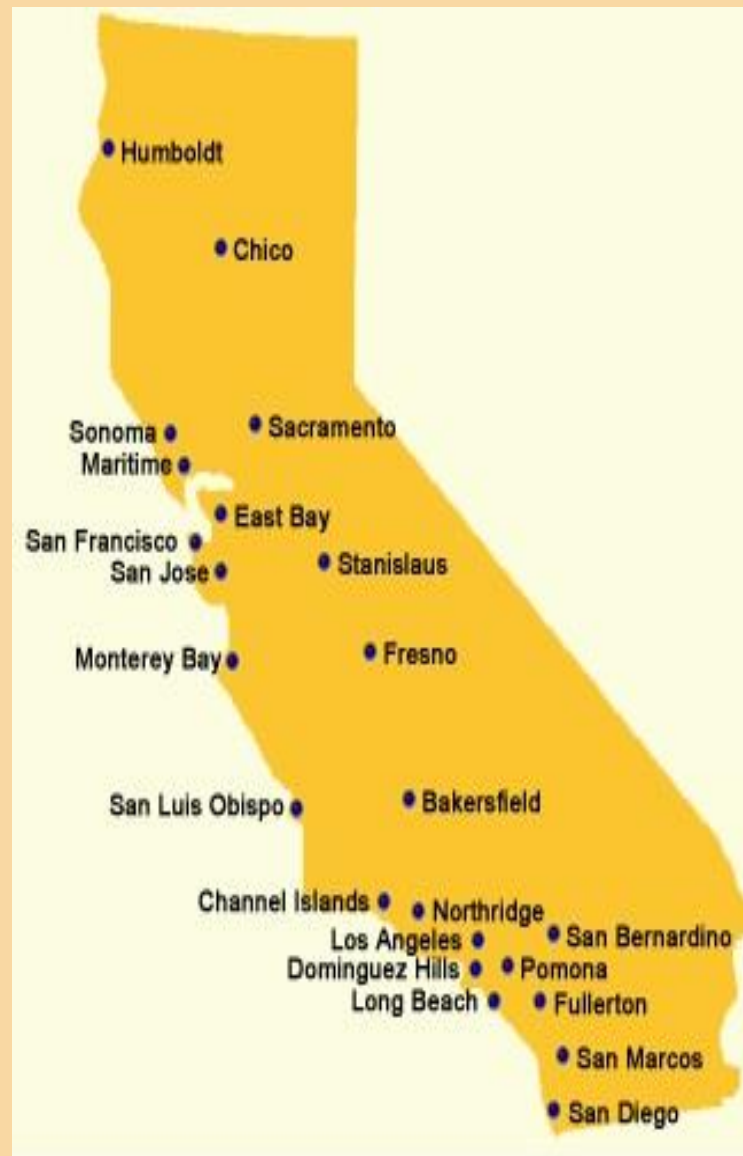 Humboldt
Chico
Sacramento
Sonoma
Maritime
East Bay
San Francisco
Stanislaus
San Jose
Fresno
Monterey Bay
Bakersfield
San Luis Obispo
Channel Islands
Northridge
San Bernardino
Los Angeles
Pomona
Dominguez Hills
Long Beach
Fullerton
San Marcos
San Diego